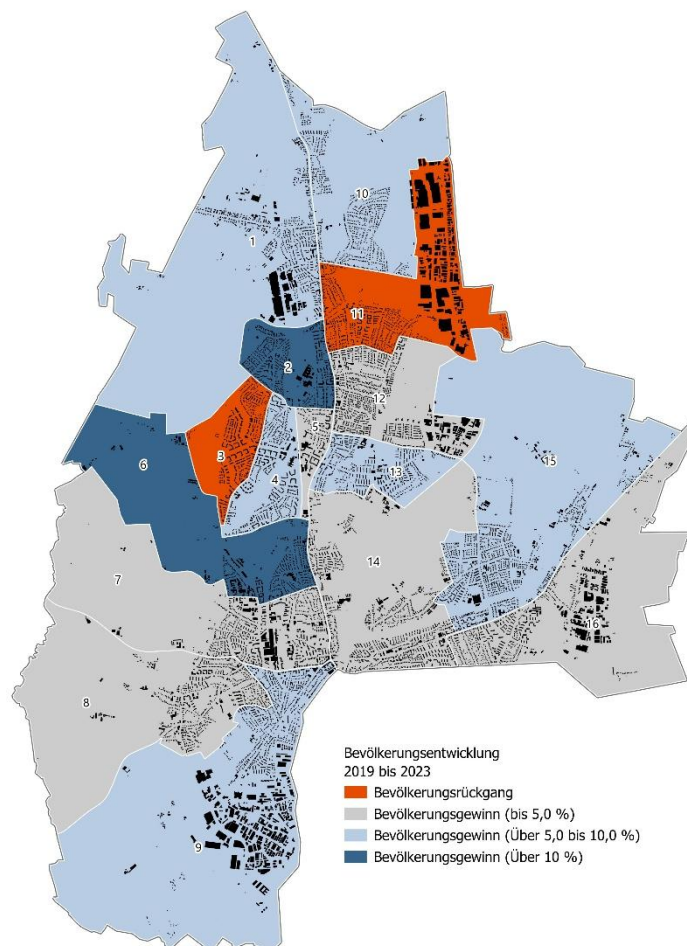 10
1
11
2
12
5
3
4
6
13
15
14
7
16
8
9
Bevölkerungsentwicklung
2019 bis 2023
Bevölkerungsrückgang
Bevölkerungsgewinn (bis 5,0 %)
Bevölkerungsgewinn (Über 5,0 bis 10,0 %)
Bevölkerungsgewinn (Über 10 %)